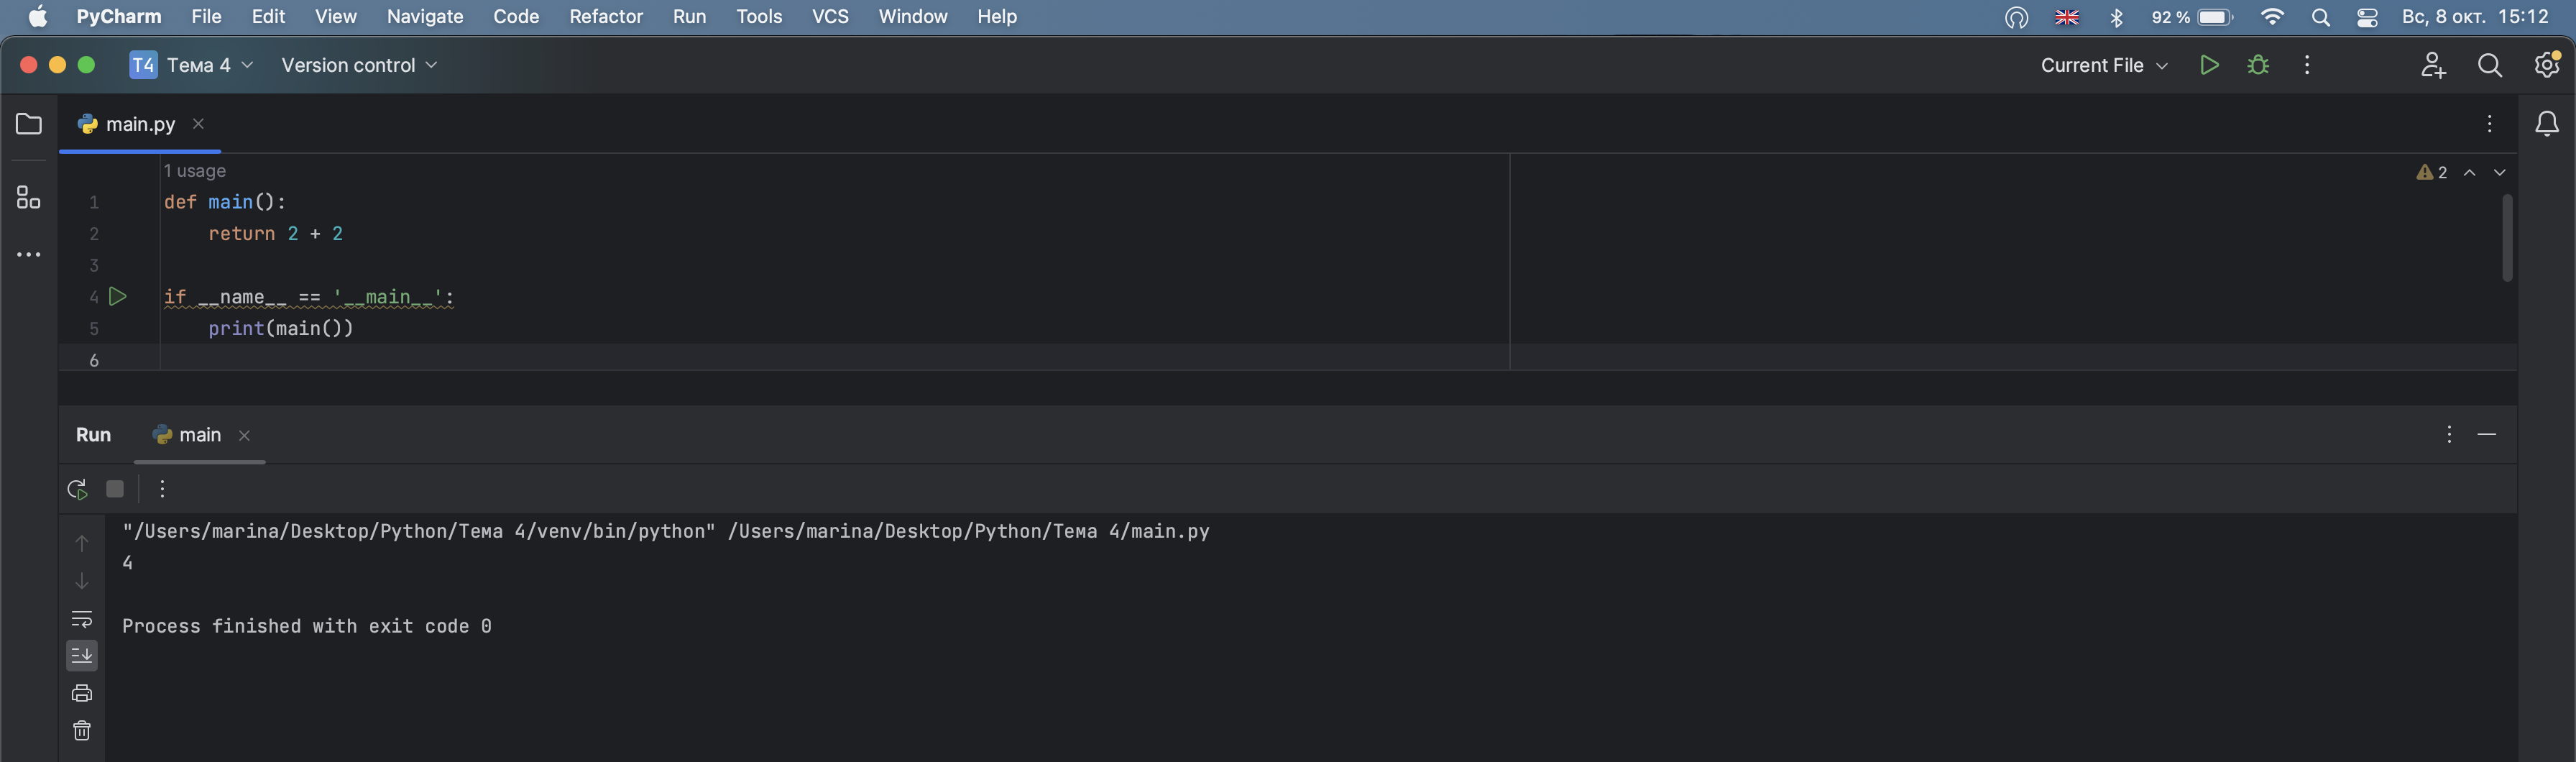 PyCharm File Edit View Navigate Code Refactor Run Tools VCS Window Help 92 % Вс, 8 окт. 15:12
T4 Тема 4 Version control Current File
main.py
1 usage
2
1 def main():
2 return 2 + 2
3
4 if __name__ == '__main__':
5 print(main())
6
Run main
"/Users/marina/Desktop/Python/Тема 4/venv/bin/python" /Users/marina/Desktop/Python/Тема 4/main.py
4
Process finished with exit code 0